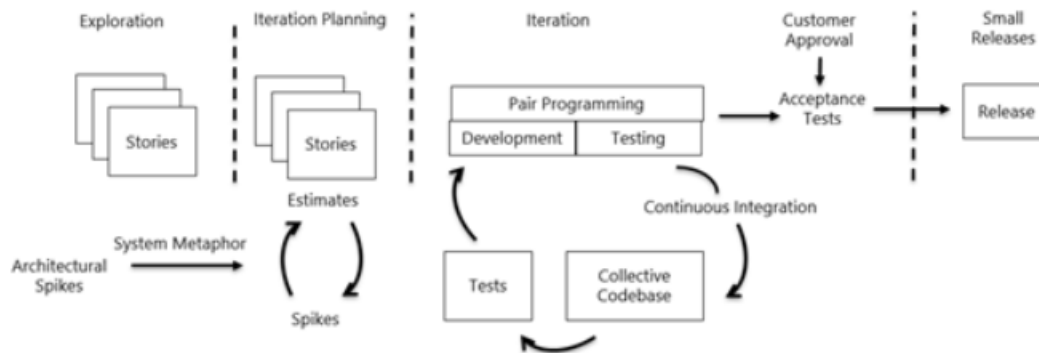 Exploration
Iteration Planning
Iteration
Customer
Approval
Small
Releases
Stories
Stories
Pair Programming
Development
Testing
Acceptance
Tests
Release
Estimates
Continuous Integration
System Metaphor
Architectural
Spikes
Spikes
Tests
Collective
Codebase